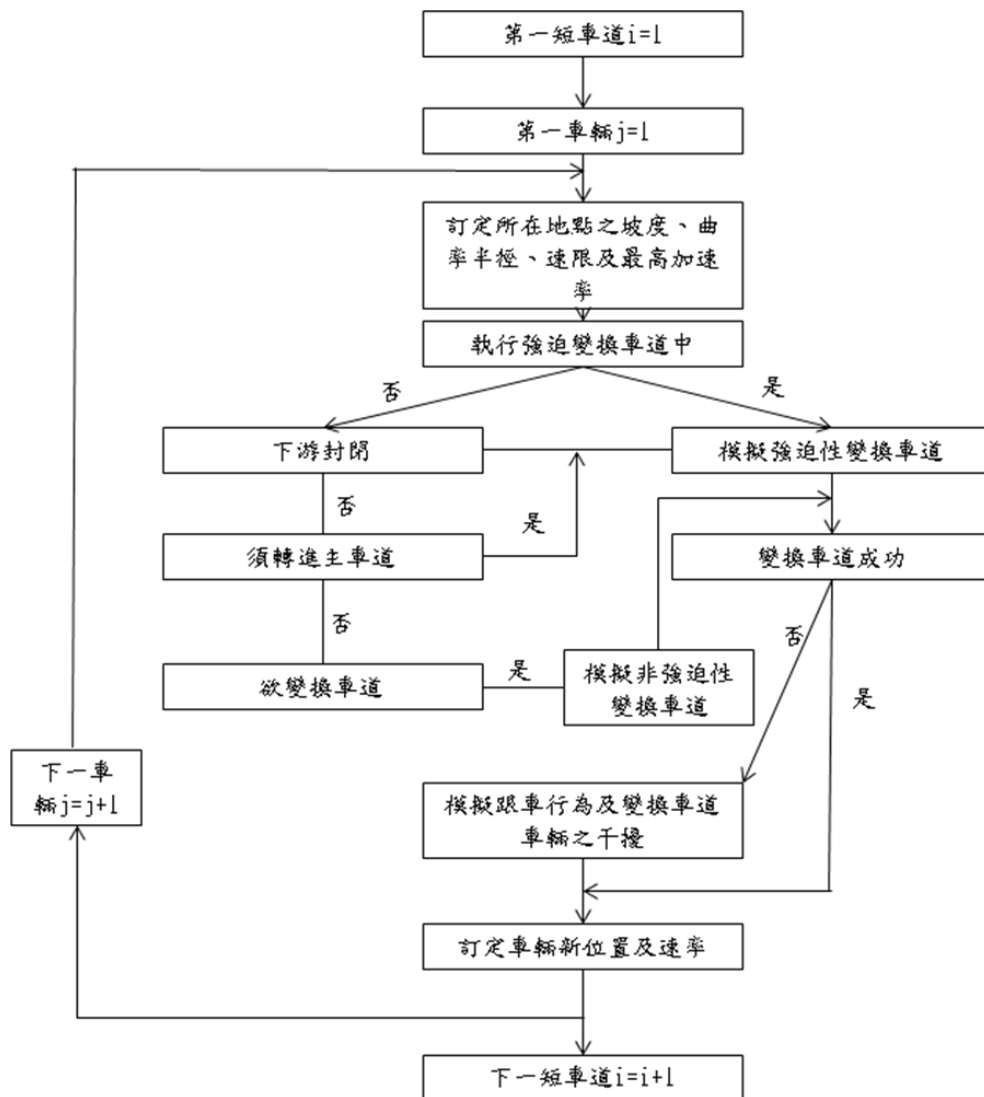 第一短車道i=1
第一車輛j=1
訂定所在地點之坡度、曲
率半徑、速限及最高加速
率
執行強迫變換車道中
否
是
下游封閉
模擬強迫性變換車道
否
是
須轉進主車道
變換車道成功
否
否
欲變換車道
是
模擬非強迫性
變換車道
是
下一車
輛j=j+1
模擬跟車行為及變換車道
車輛之干擾
訂定車輛新位置及速率
下一短車道i=i+1